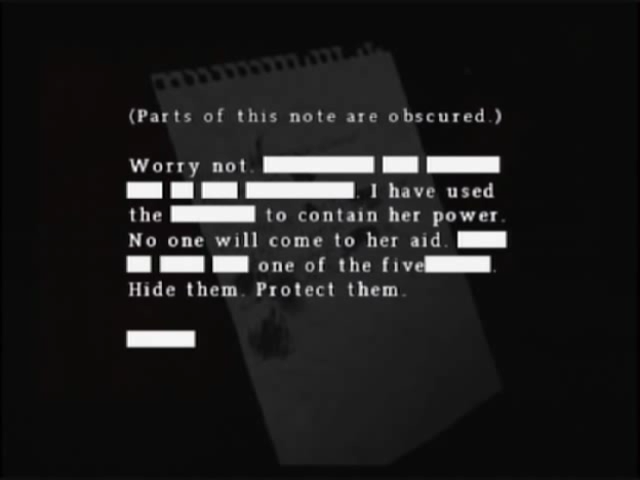 (Parts of this note are obscured.)
Worry not.
. I have used
the to contain her power.
No one will come to her aid.
one of the five .
Hide them. Protect them.